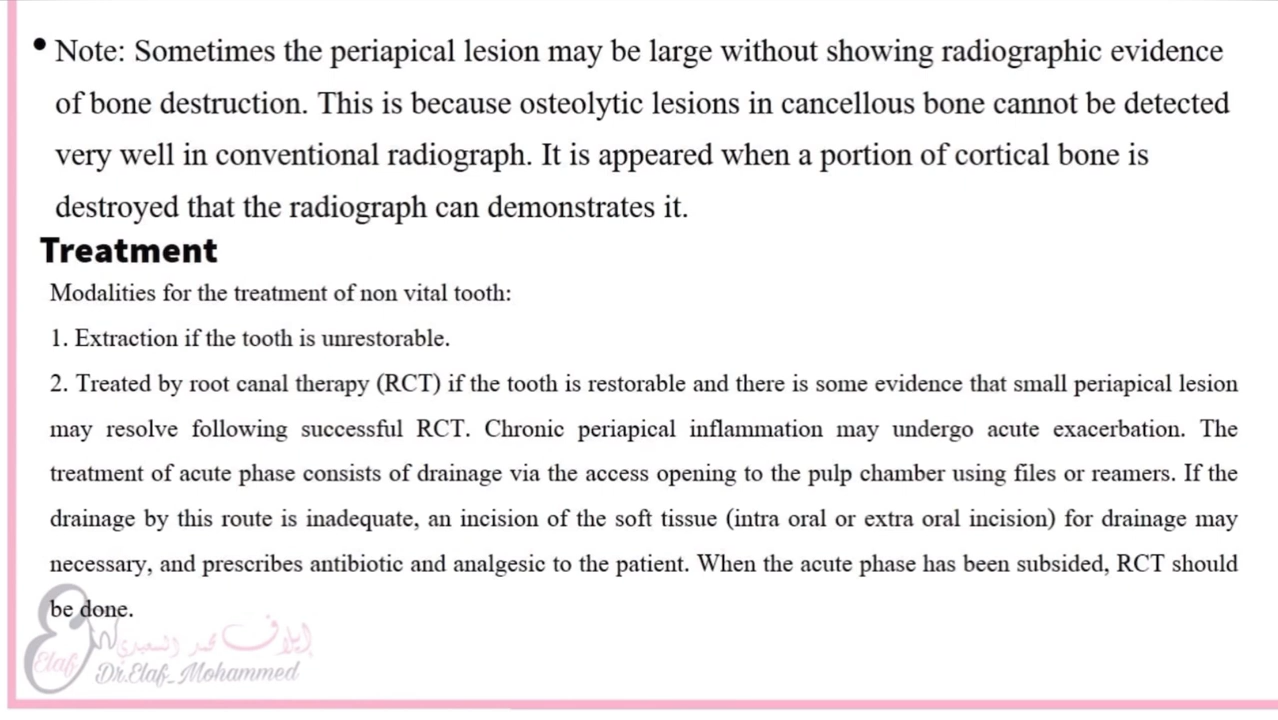 • Note: Sometimes the periapical lesion may be large without showing radiographic evidence
of bone destruction. This is because osteolytic lesions in cancellous bone cannot be detected
very well in conventional radiograph. It is appeared when a portion of cortical bone is
destroyed that the radiograph can demonstrates it.
Treatment
Modalities for the treatment of non vital tooth:
1. Extraction if the tooth is unrestorable.
2. Treated by root canal therapy (RCT) if the tooth is restorable and there is some evidence that small periapical lesion
may resolve following successful RCT. Chronic periapical inflammation may undergo acute exacerbation. The
treatment of acute phase consists of drainage via the access opening to the pulp chamber using files or reamers. If the
drainage by this route is inadequate, an incision of the soft tissue (intra oral or extra oral incision) for drainage may
necessary, and prescribes antibiotic and analgesic to the patient. When the acute phase has been subsided, RCT should
be done.
إيلاف محمد السعيدي
Elaf
Dr.Elaf_Mohammed